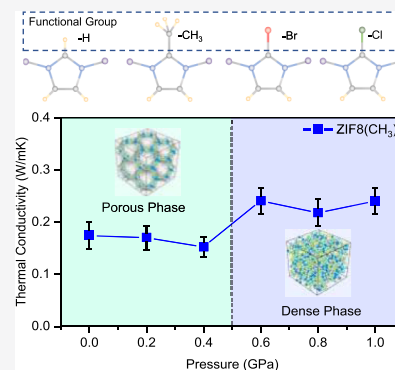 Functional Group
-H
-CH₃
-Br
-Cl
ZIF8(CH₃)
Porous Phase
Dense Phase
Thermal Conductivity (W/mK)
0.4
0.3
0.2
0.1
0.0
0.0 0.2 0.4 0.6 0.8 1.0
Pressure (GPa)